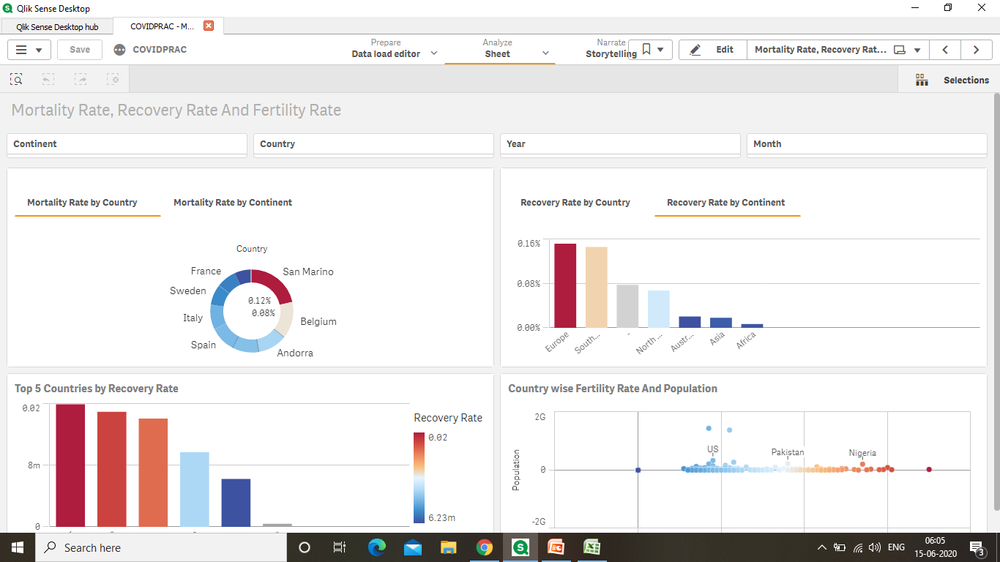 Qlik Sense Desktop
Qlik Sense Desktop hub
COVIDPRAC - M...
Save
COVIDPRAC
Prepare
Data load editor
Analyze
Sheet
Narrate
Storytelling
Edit
Mortality Rate, Recovery Rat...
Selections
Mortality Rate, Recovery Rate And Fertility Rate
Continent
Country
Year
Month
Mortality Rate by Country
Mortality Rate by Continent
Country
France
San Marino
Sweden
0.12%
0.08%
Italy
Belgium
Spain
Andorra
Recovery Rate by Country
Recovery Rate by Continent
0.16%
0.08%
0.00%
Europe
South...
-
North ...
Austr...
Asia
Africa
Top 5 Countries by Recovery Rate
0.02
8m
0
Recovery Rate
0.02
6.23m
Country wise Fertility Rate And Population
Population
2G
0
-2G
US
Pakistan
Nigeria
Search here
ENG
06:05
15-06-2020
3